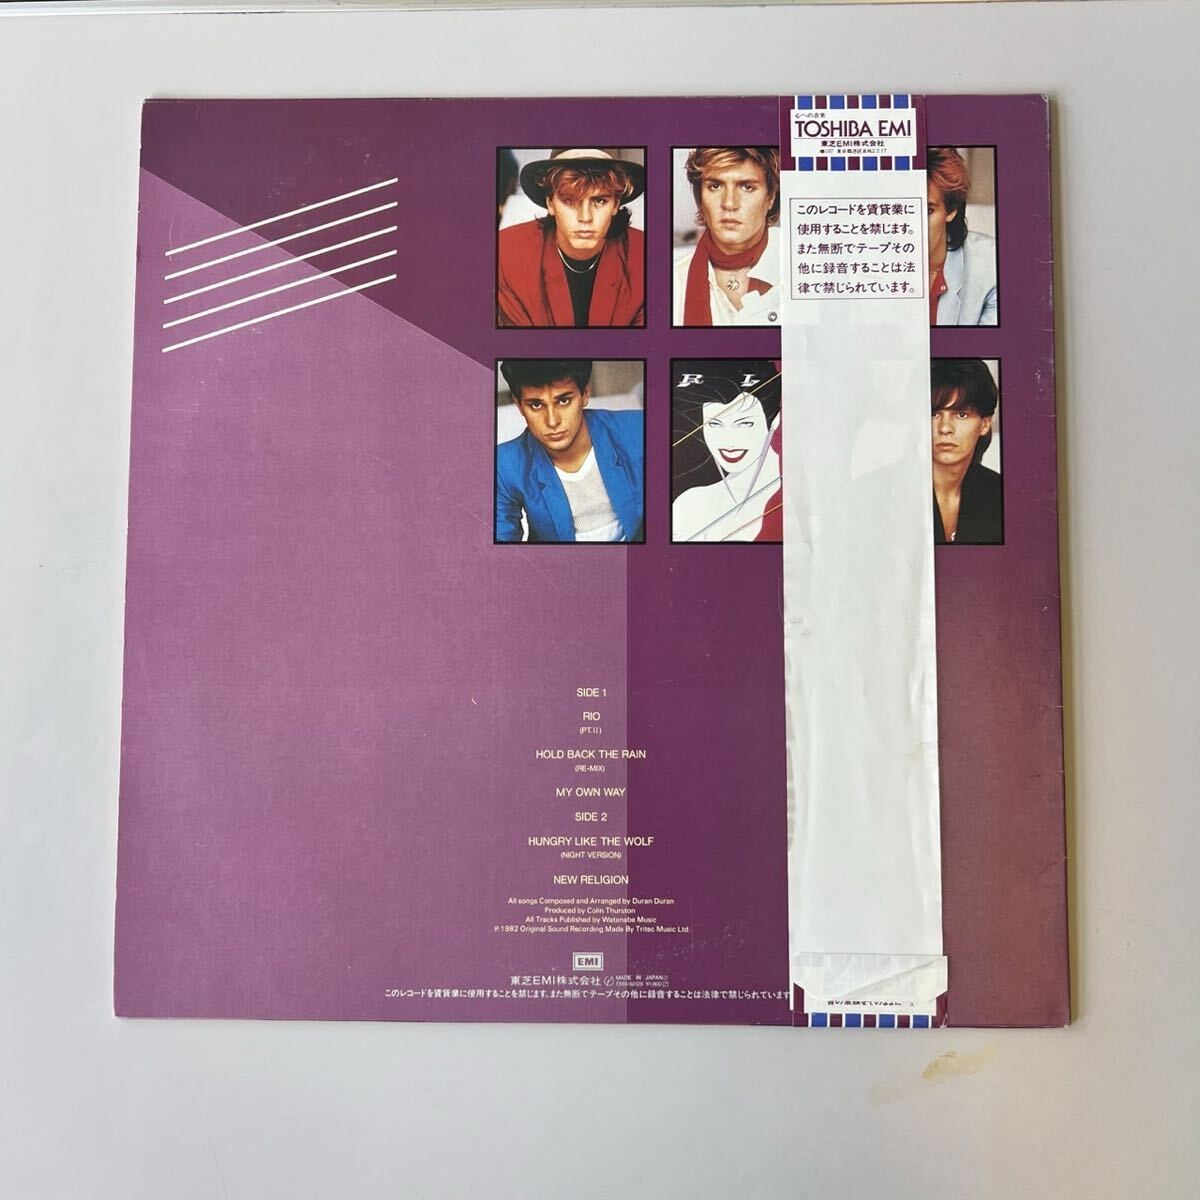 心への音楽
TOSHIBA EMI
東芝EMI株式会社
このレコードを賃貸業に
使用することを禁じます。
また無断でテープその
他に録音することは法
律で禁じられています。
SIDE 1
RIO
(PT. II)
HOLD BACK THE RAIN
(RE-MIX)
MY OWN WAY
SIDE 2
HUNGRY LIKE THE WOLF
(NIGHT VERSION)
NEW RELIGION
All songs Composed and Arranged by Duran Duran
Produced by Colin Thurston
All Tracks Published by Watanabe Music
℗ 1982 Original Sound Recording Made By Tritec Music Ltd.
EMI
東芝EMI株式会社 MADE IN JAPAN
¥1,800
このレコードを賃貸業に使用することを禁じます。また無断でテープその他に録音することは法律で禁じられています